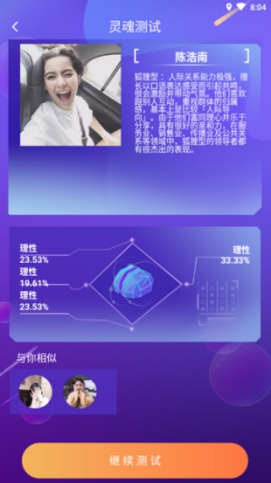 8:04
灵魂测试
陈浩南
狐狸型：人际关系能力极强，擅
长以口语表达感受而引起共鸣，
很会激励并带动气氛。他们喜欢
跟别人互动，重视群体的归属
感，基本上是比较「人际导
向」。由于他们富同理心并乐于
分享，具有很好的亲和力，在服
务业、销售业、传播业及公共关
系等领域中，狐狸型的领导者都
有很杰出的表现。
理性
23.53%
理性
33.33%
理性
19.61%
理性
23.53%
与你相似
继续测试